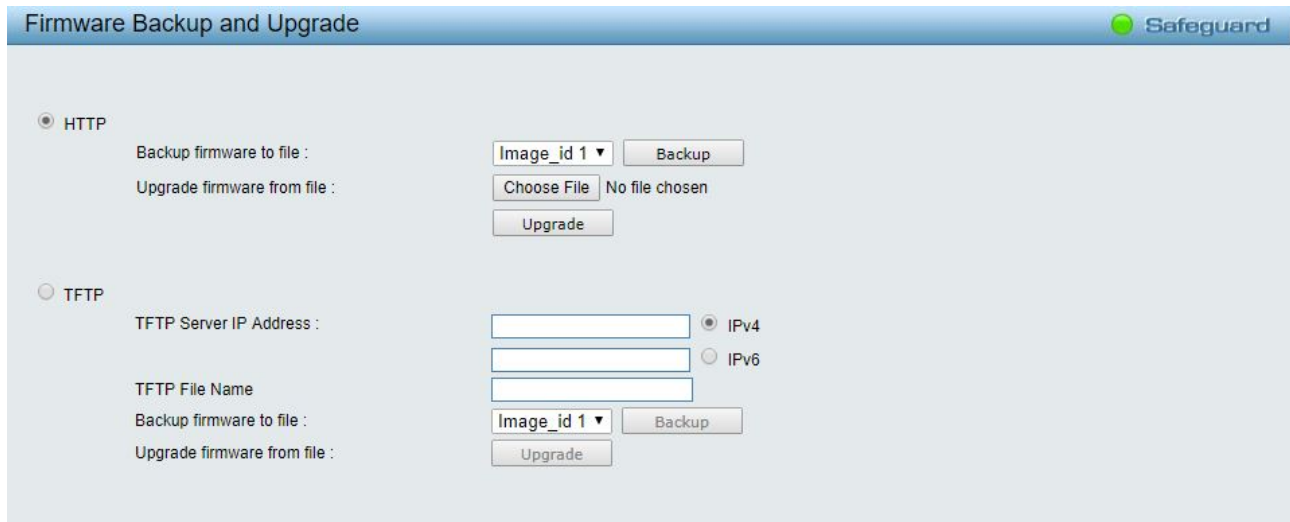 Firmware Backup and Upgrade Safeguard
HTTP
Backup firmware to file : Image_id 1 Backup
Upgrade firmware from file : Choose File No file chosen
Upgrade
TFTP
TFTP Server IP Address : IPv4
IPv6
TFTP File Name
Backup firmware to file : Image_id 1 Backup
Upgrade firmware from file : Upgrade